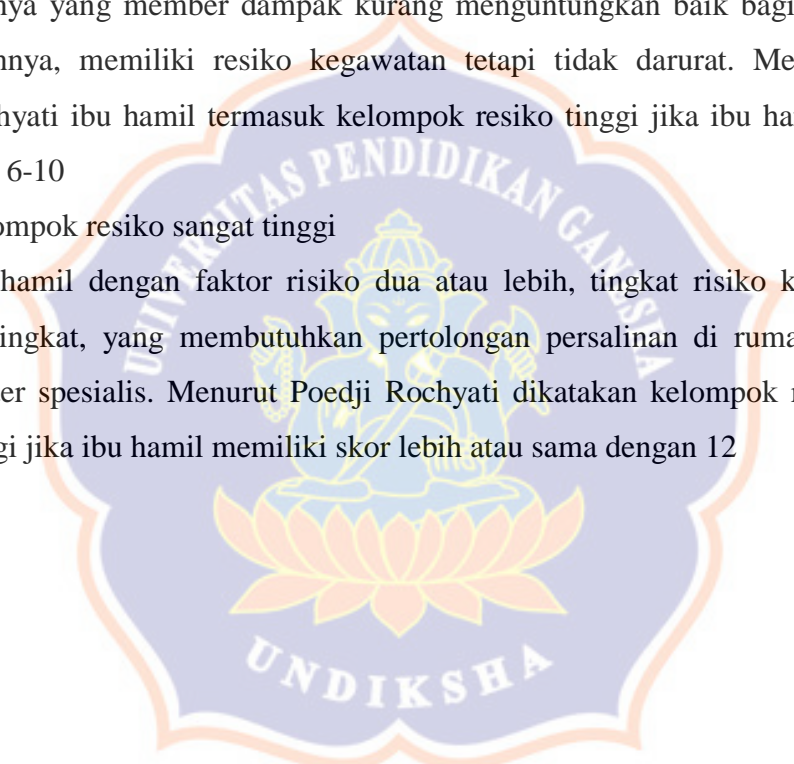 nya yang member dampak kurang menguntungkan baik bagi
nnya, memiliki resiko kegawatan tetapi tidak darurat. Me
hyati ibu hamil termasuk kelompok resiko tinggi jika ibu ha
6-10
ompok resiko sangat tinggi
hamil dengan faktor risiko dua atau lebih, tingkat risiko k
ingkat, yang membutuhkan pertolongan persalinan di ruma
er spesialis. Menurut Poedji Rochyati dikatakan kelompok r
gi jika ibu hamil memiliki skor lebih atau sama dengan 12
UNIVERSITAS PENDIDIKAN GANESHA
UNDIKSHA